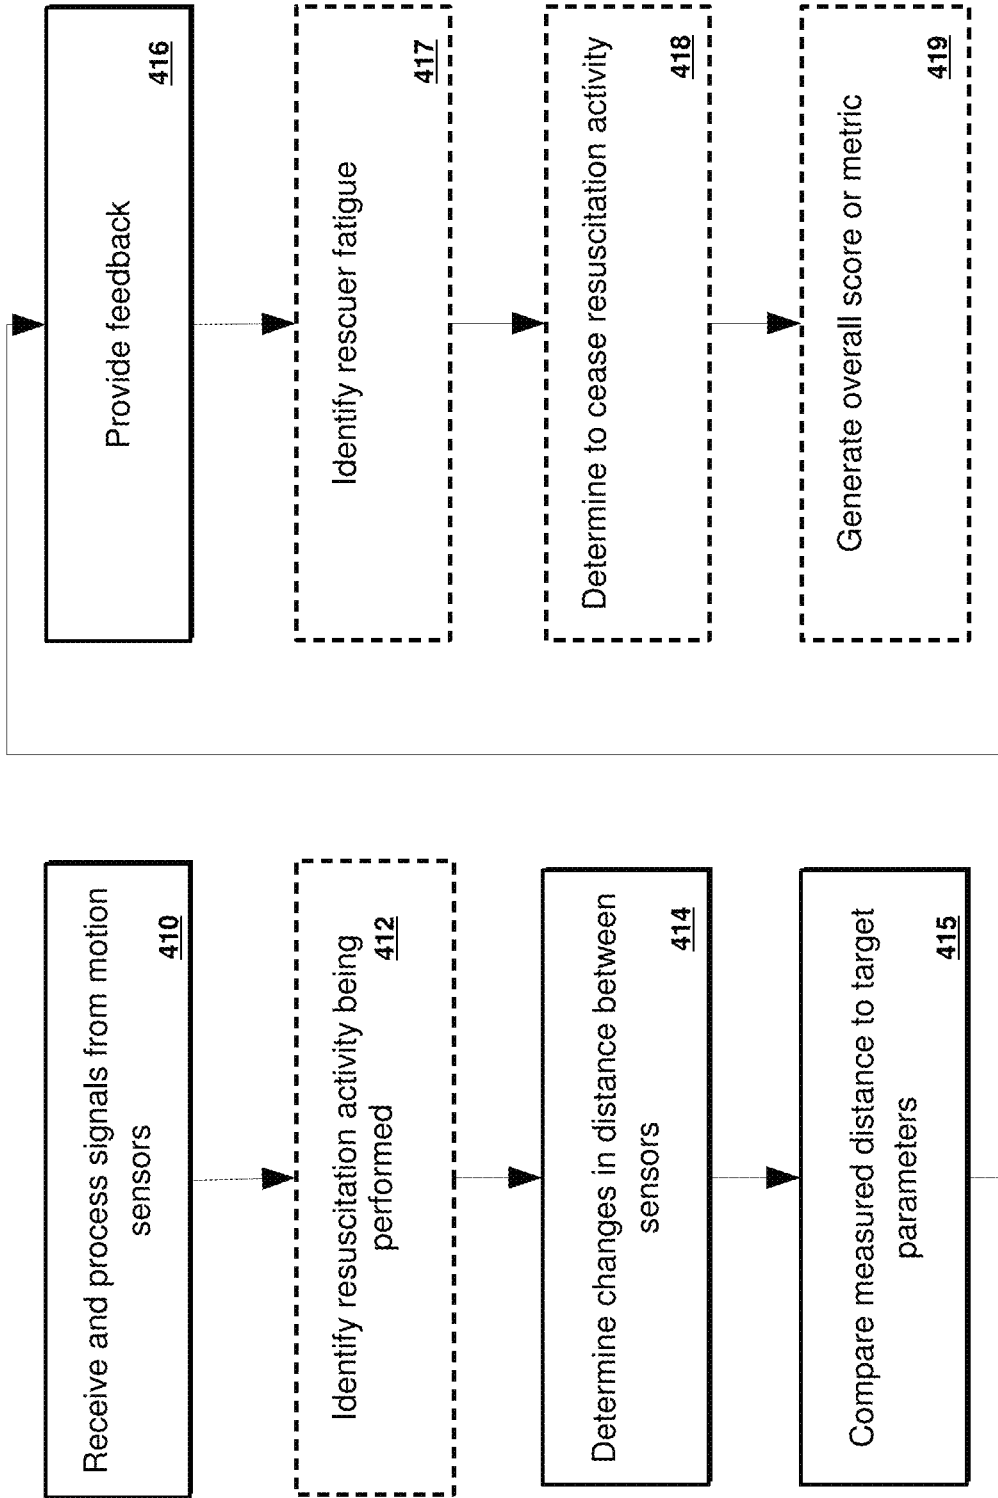 Receive and process signals from motion
sensors
410
Identify resuscitation activity being
performed
412
Determine changes in distance between
sensors
414
Compare measured distance to target
parameters
415
Provide feedback
416
Identify rescuer fatigue
417
Determine to cease resuscitation activity
418
Generate overall score or metric
419